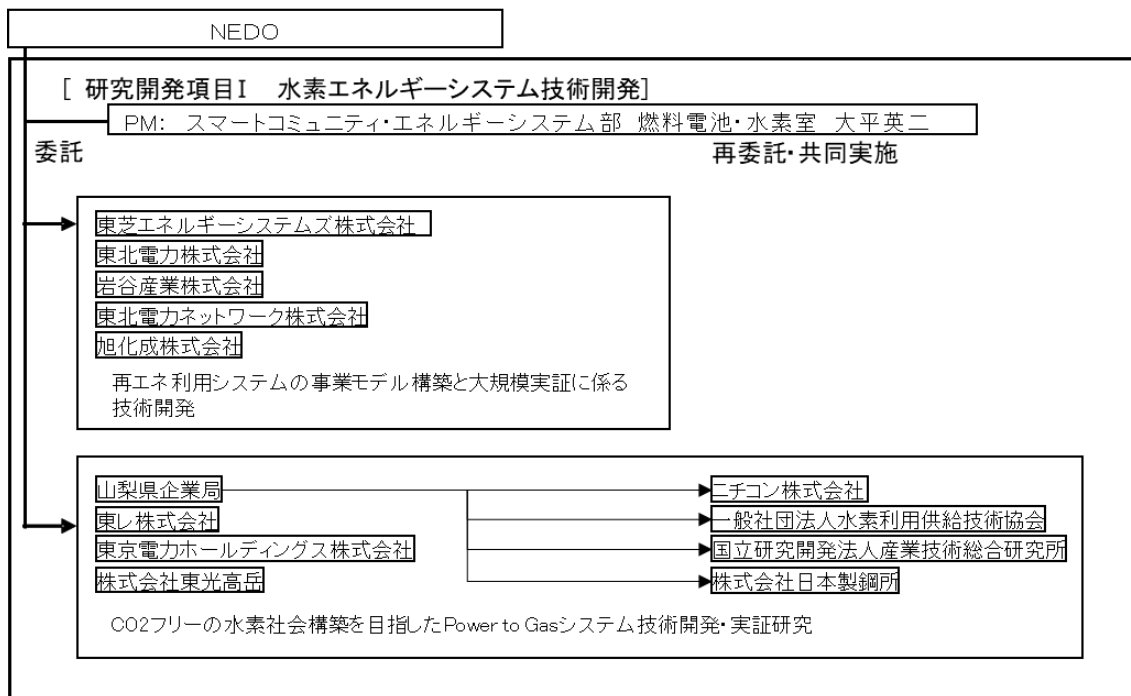 NEDO
[ 研究開発項目Ⅰ　水素エネルギーシステム技術開発]
PM:　スマートコミュニティ・エネルギーシステム部 燃料電池・水素室 大平英二
委託
再委託・共同実施
東芝エネルギーシステムズ株式会社
東北電力株式会社
岩谷産業株式会社
東北電力ネットワーク株式会社
旭化成株式会社
再エネ利用システムの事業モデル構築と大規模実証に係る
技術開発
山梨県企業局
ニチコン株式会社
東レ株式会社
一般社団法人水素利用供給技術協会
東京電力ホールディングス株式会社
国立研究開発法人産業技術総合研究所
株式会社東光高岳
株式会社日本製鋼所
CO2フリーの水素社会構築を目指したPower to Gasシステム技術開発・実証研究